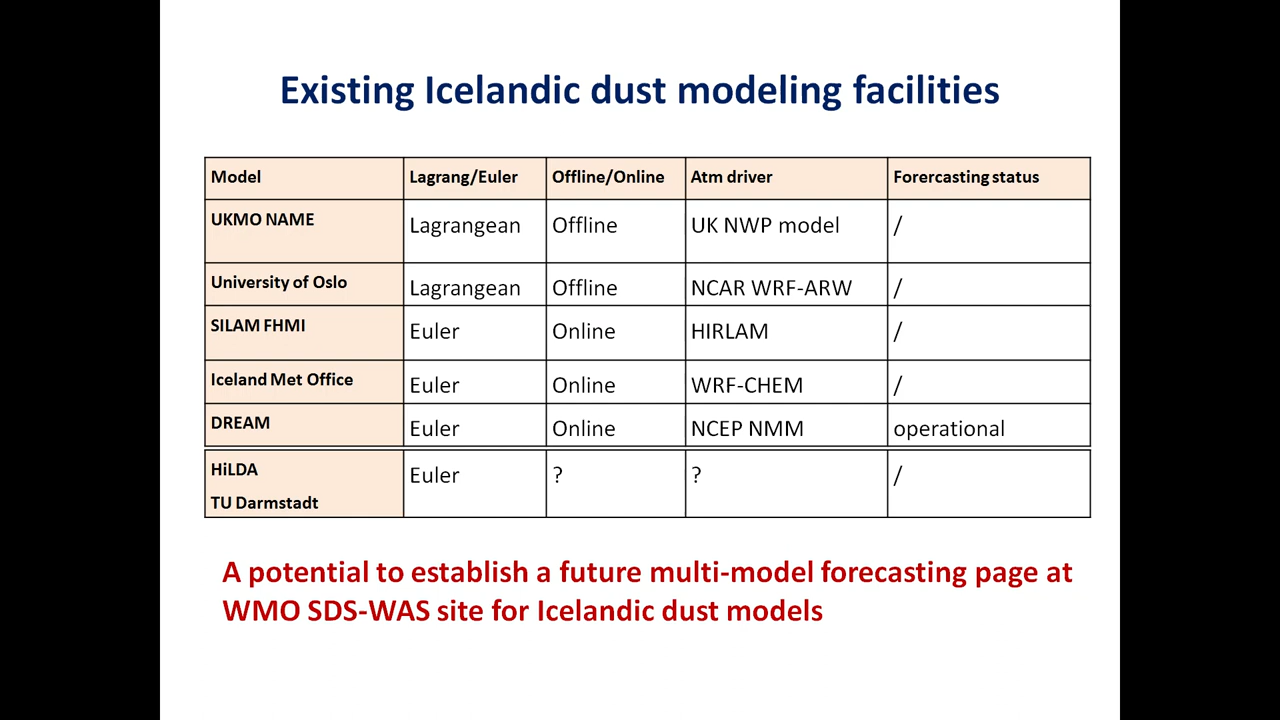 Existing Icelandic dust modeling facilities
Model Lagrang/Euler Offline/Online Atm driver Forercasting status
UKMO NAME Lagrangean Offline UK NWP model /
University of Oslo Lagrangean Offline NCAR WRF-ARW /
SILAM FHMI Euler Online HIRLAM /
Iceland Met Office Euler Online WRF-CHEM /
DREAM Euler Online NCEP NMM operational
HiLDA Euler ? ? /
TU Darmstadt
A potential to establish a future multi-model forecasting page at
WMO SDS-WAS site for Icelandic dust models